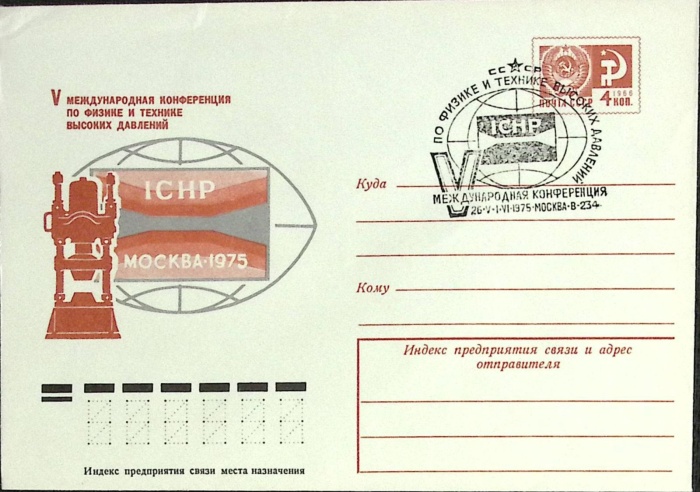 V МЕЖДУНАРОДНАЯ КОНФЕРЕНЦИЯ
ПО ФИЗИКЕ И ТЕХНИКЕ
ВЫСОКИХ ДАВЛЕНИЙ
ICHP
МОСКВА·1975
ПОЧТА СССР
4 КОП.
1966
СС СР
ПО ФИЗИКЕ И ТЕХНИКЕ ВЫСОКИХ ДАВЛЕНИЙ
ICHP
V
МЕЖДУНАРОДНАЯ КОНФЕРЕНЦИЯ
26·V-1·VI·1975·МОСКВА·В-234
Куда
Кому
Индекс предприятия связи и адрес
отправителя
Индекс предприятия связи места назначения